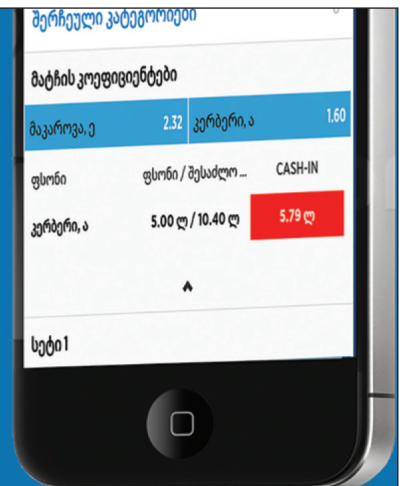 შერჩეული კატეგორიები
მატჩის კოეფიციენტები
მაკაროვა, ე 2.32 კერბერი, ა 1.60
ფსონი ფსონი / შესაძლო ... CASH-IN
კერბერი, ა 5.00 ლ / 10.40 ლ 5.79 ლ
სეტი 1